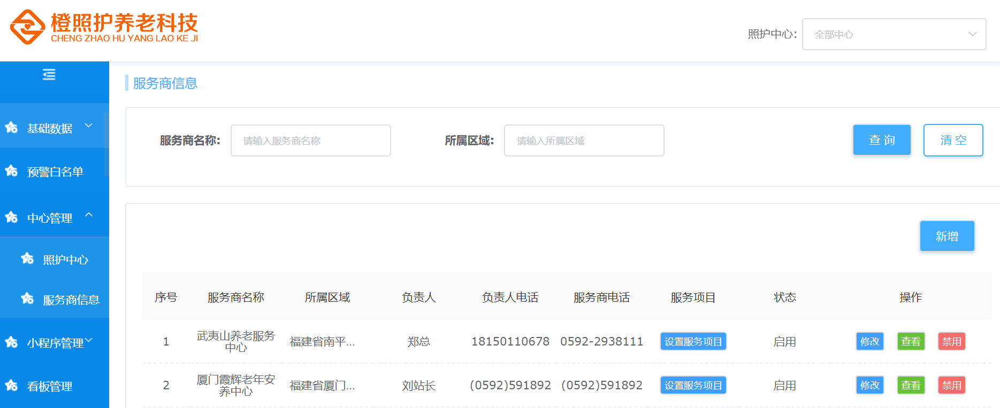 橙照护养老科技
CHENG ZHAO HU YANG LAO KE JI
照护中心: 全部中心
服务商信息
基础数据
预警白名单
中心管理
照护中心
服务商信息
小程序管理
看板管理
服务商名称: 请输入服务商名称 所属区域: 请输入所属区域 查询 清空
新增
序号 服务商名称 所属区域 负责人 负责人电话 服务商电话 服务项目 状态 操作
1 武夷山养老服务中心 福建省南平... 郑总 18150110678 0592-2938111 设置服务项目 启用 修改 查看 禁用
2 厦门霞辉老年安养中心 福建省厦门... 刘站长 (0592)591892 (0592)591892 设置服务项目 启用 修改 查看 禁用